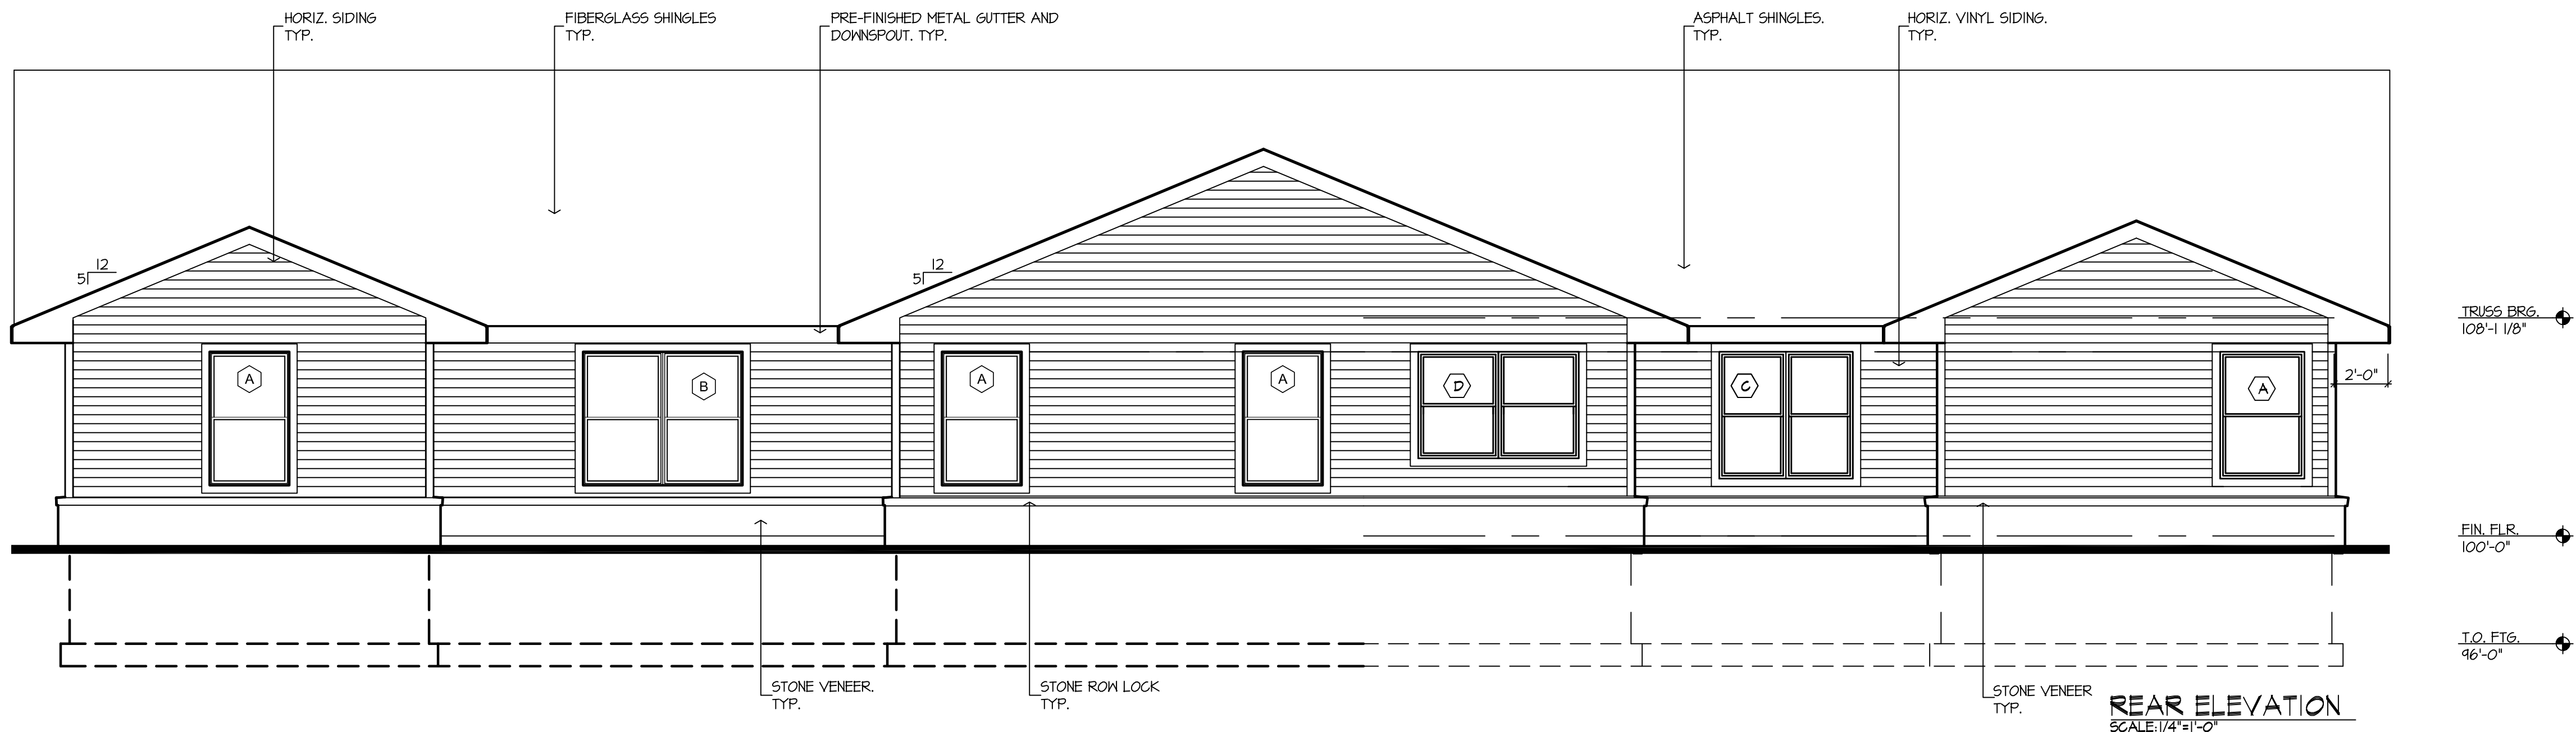 HORIZ. SIDING
TYP.
FIBERGLASS SHINGLES
TYP.
PRE-FINISHED METAL GUTTER AND
DOWNSPOUT. TYP.
ASPHALT SHINGLES.
TYP.
HORIZ. VINYL SIDING.
TYP.
12
5
12
5
TRUSS BRG.
108'-1 1/8"
A
B
A
A
D
C
A
2'-0"
FIN. FLR.
100'-0"
T.O. FTG.
96'-0"
STONE VENEER.
TYP.
STONE ROW LOCK
TYP.
STONE VENEER
TYP.
REAR ELEVATION
SCALE:1/4"=1'-0"